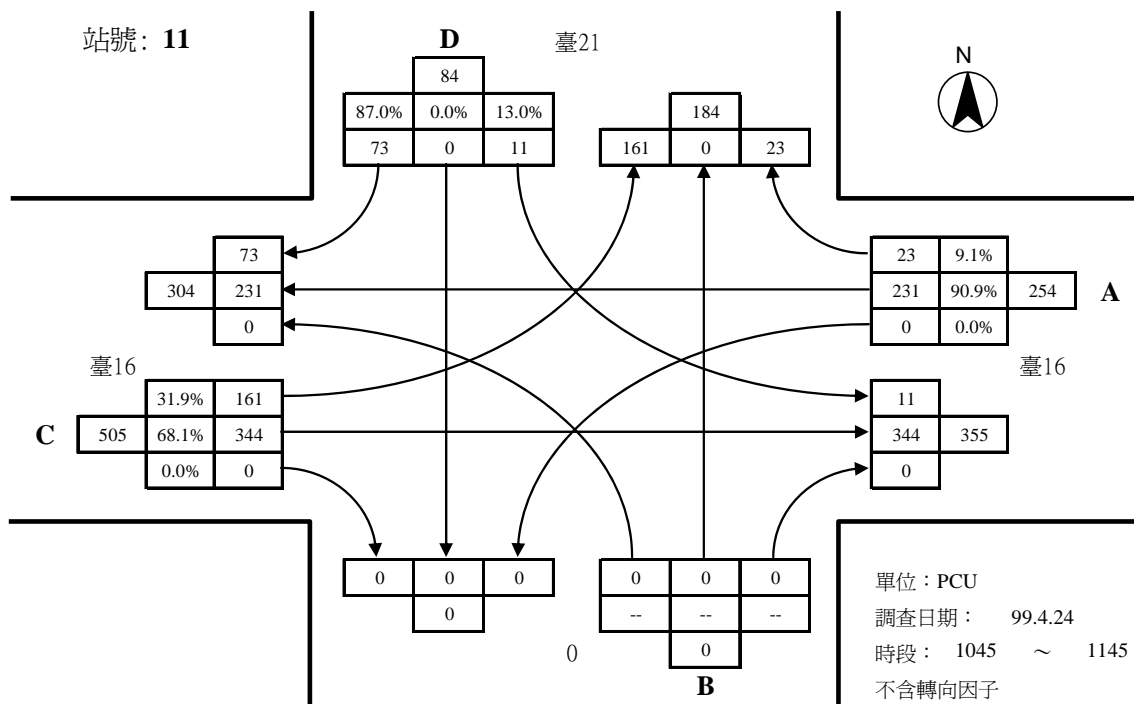 站號: 11
D
臺21
N
84
87.0% 0.0% 13.0%
73 0 11
184
161 0 23
73
304 231
0
23 9.1%
231 90.9% 254
0 0.0%
A
臺16
臺16
31.9% 161
C 505 68.1% 344
0.0% 0
11
344 355
0
0 0 0
0
0 0 0
-- -- --
0
0
B
單位：PCU
調查日期： 99.4.24
時段： 1045 ～ 1145
不含轉向因子